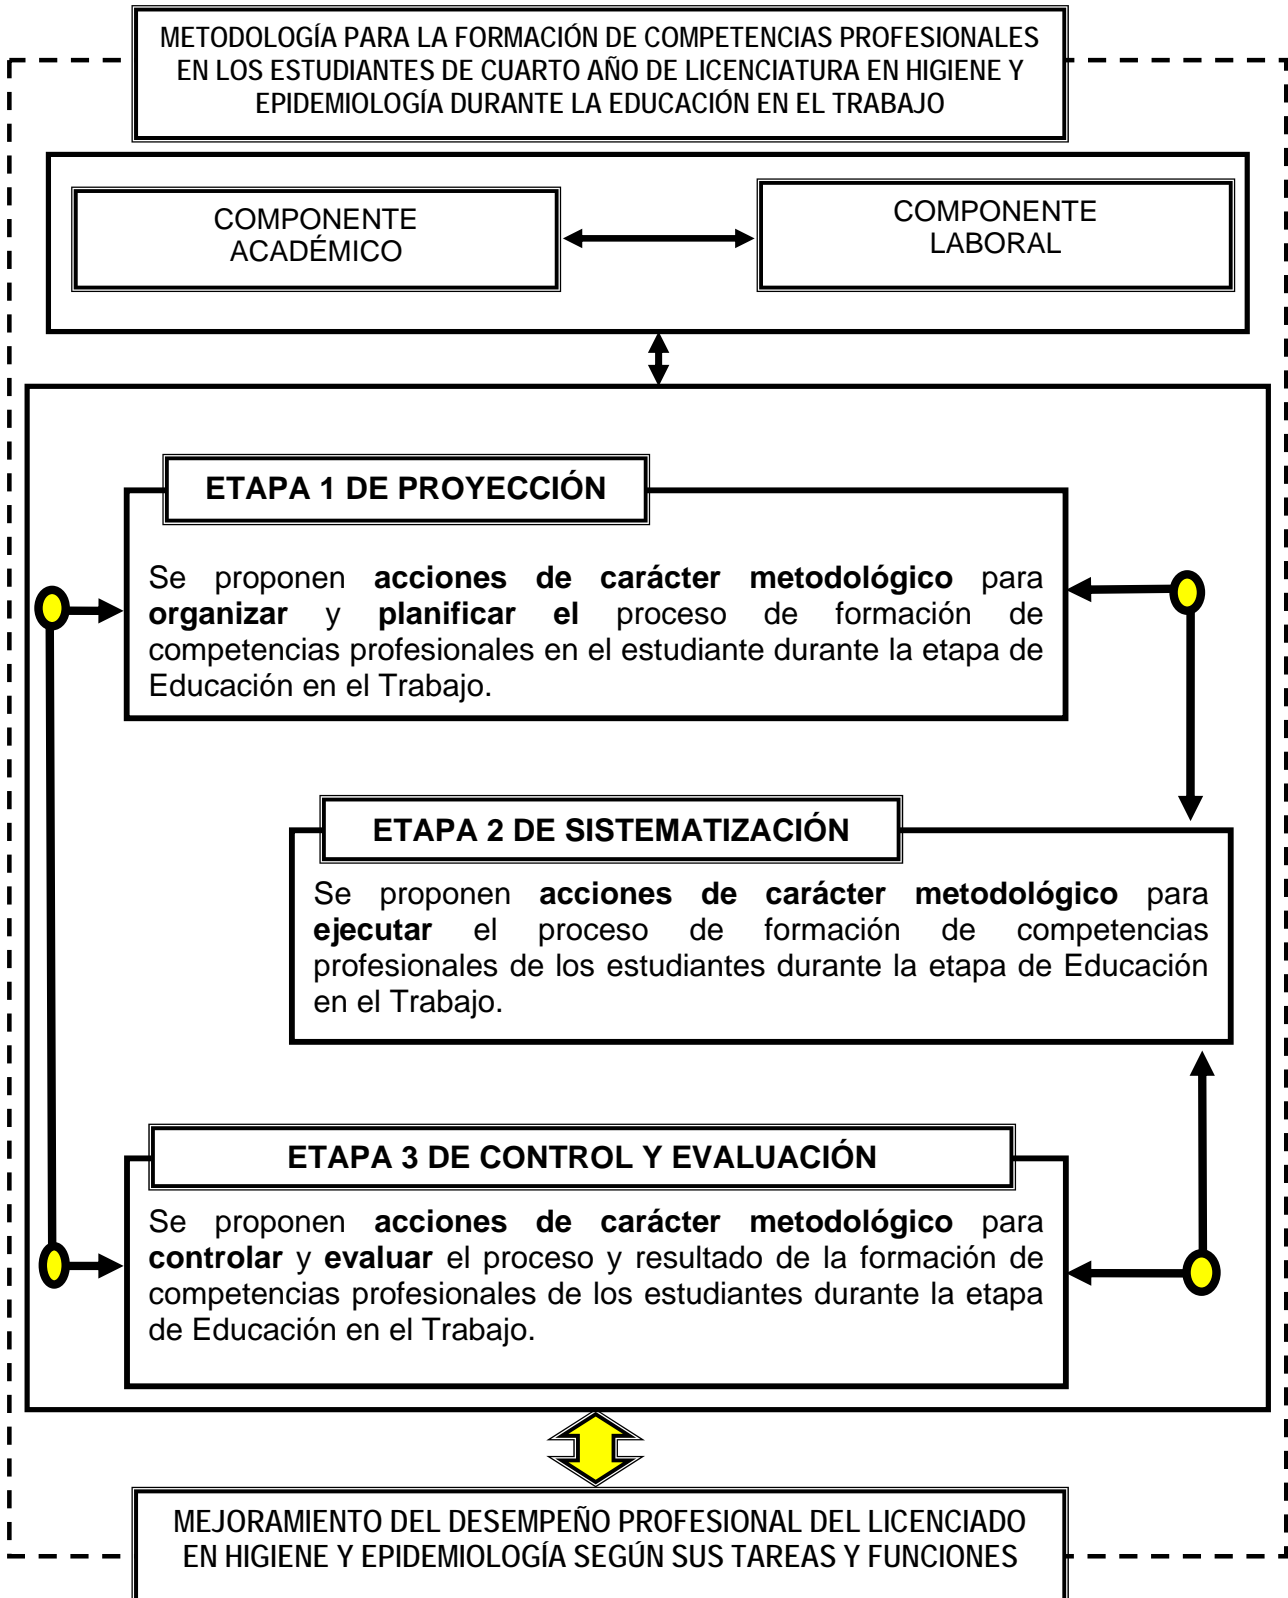 METODOLOGÍA PARA LA FORMACIÓN DE COMPETENCIAS PROFESIONALES
EN LOS ESTUDIANTES DE CUARTO AÑO DE LICENCIATURA EN HIGIENE Y
EPIDEMIOLOGÍA DURANTE LA EDUCACIÓN EN EL TRABAJO
COMPONENTE
ACADÉMICO
COMPONENTE
LABORAL
ETAPA 1 DE PROYECCIÓN
Se proponen acciones de carácter metodológico para
organizar y planificar el proceso de formación de
competencias profesionales en el estudiante durante la etapa de
Educación en el Trabajo.
ETAPA 2 DE SISTEMATIZACIÓN
Se proponen acciones de carácter metodológico para
ejecutar el proceso de formación de competencias
profesionales de los estudiantes durante la etapa de Educación
en el Trabajo.
ETAPA 3 DE CONTROL Y EVALUACIÓN
Se proponen acciones de carácter metodológico para
controlar y evaluar el proceso y resultado de la formación de
competencias profesionales de los estudiantes durante la etapa
de Educación en el Trabajo.
MEJORAMIENTO DEL DESEMPEÑO PROFESIONAL DEL LICENCIADO
EN HIGIENE Y EPIDEMIOLOGÍA SEGÚN SUS TAREAS Y FUNCIONES